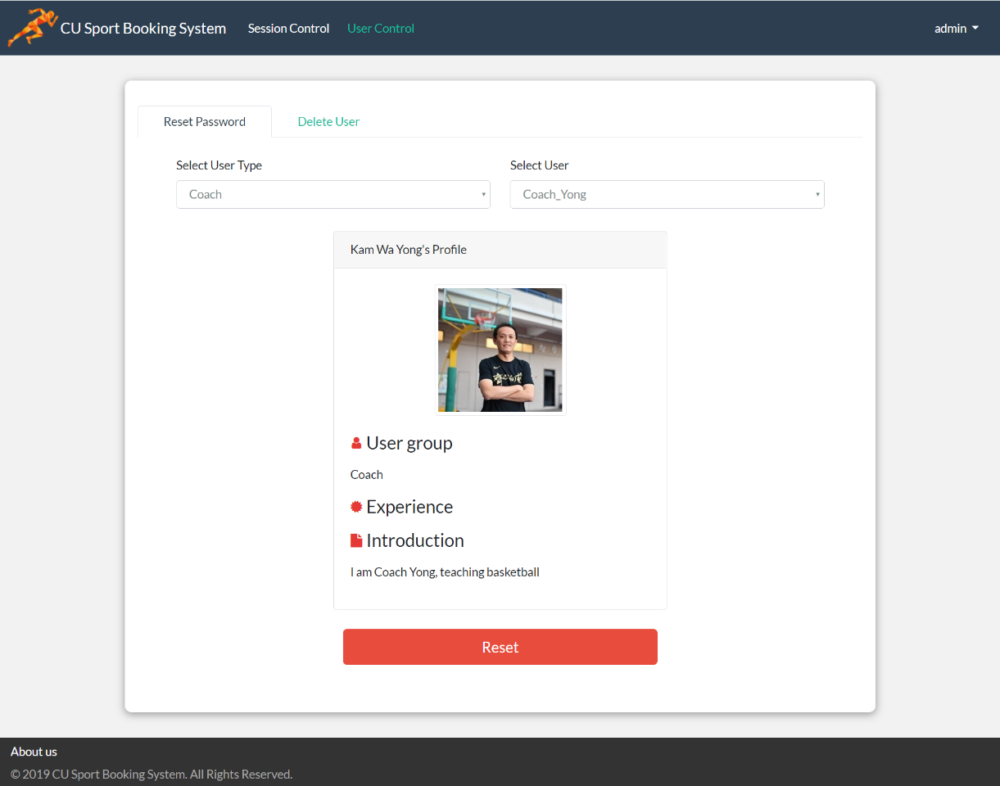 CU Sport Booking System Session Control User Control admin
Reset Password Delete User
Select User Type Select User
Coach Coach_Yong
Kam Wa Yong's Profile
User group
Coach
Experience
Introduction
I am Coach Yong, teaching basketball
Reset
About us
© 2019 CU Sport Booking System. All Rights Reserved.